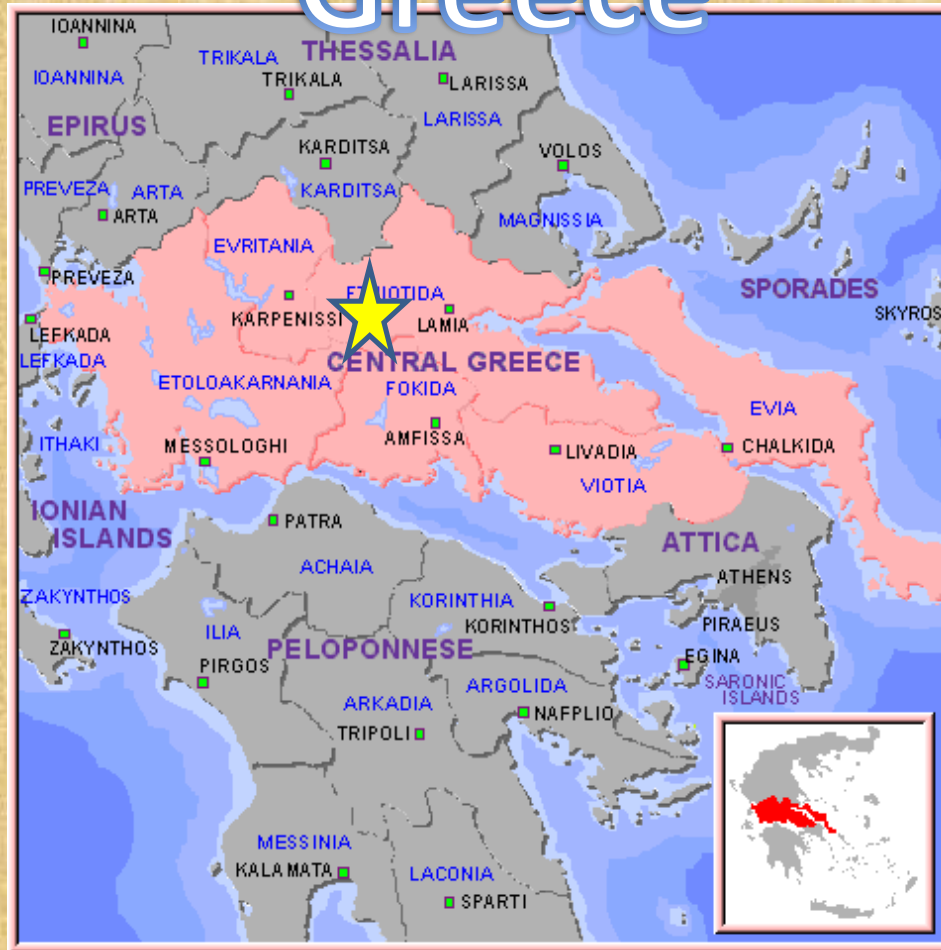 Greece
IOANNINA
THESSALIA
TRIKALA
IOANNINA
TRIKALA
LARISSA
EPIRUS
LARISSA
KARDITSA
VOLOS
PREVEZA
ARTA
KARDITSA
ARTA
MAGNISSIA
EVRITANIA
PREVEZA
SPORADES
KARPENISSI
LAMIA
SKYROS
LEFKADA
LEFKADA
CENTRAL GREECE
ETOLOAKARNANIA
FOKIDA
EVIA
ITHAKI
MESSOLOGHI
AMFISSA
LIVADIA
CHALKIDA
VIOTIA
IONIAN
ISLANDS
PATRA
ATTICA
ACHAIA
ATHENS
ZAKYNTHOS
KORINTHIA
KORINTHOS
PIRAEUS
ILIA
ZAKYNTHOS
PELOPONNESE
EGINA
PIRGOS
ARGOLIDA
SARONIC
ISLANDS
ARKADIA
NAFPLIO
TRIPOLI
MESSINIA
KALAMATA
LACONIA
SPARTI